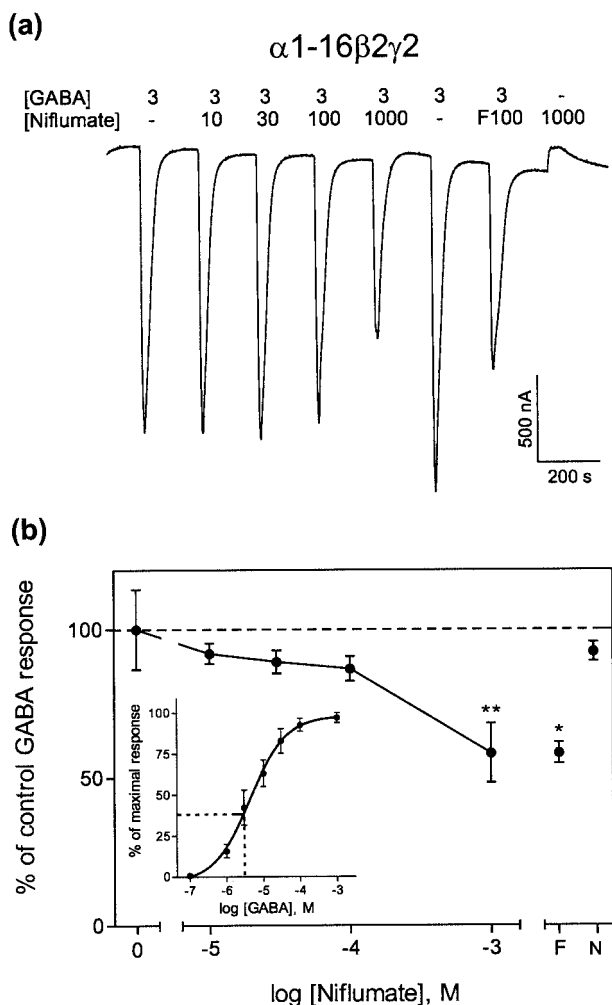 (a)
α1-16β2γ2
[GABA] 3 3 3 3 3 3 3 -
[Niflumate] - 10 30 100 1000 - F100 1000
500 nA
200 s
(b)
% of control GABA response
100
50
0
** *
% of maximal response
100
75
50
25
0
-7 -6 -5 -4 -3
log [GABA], M
0 -5 -4 -3 F N
log [Niflumate], M